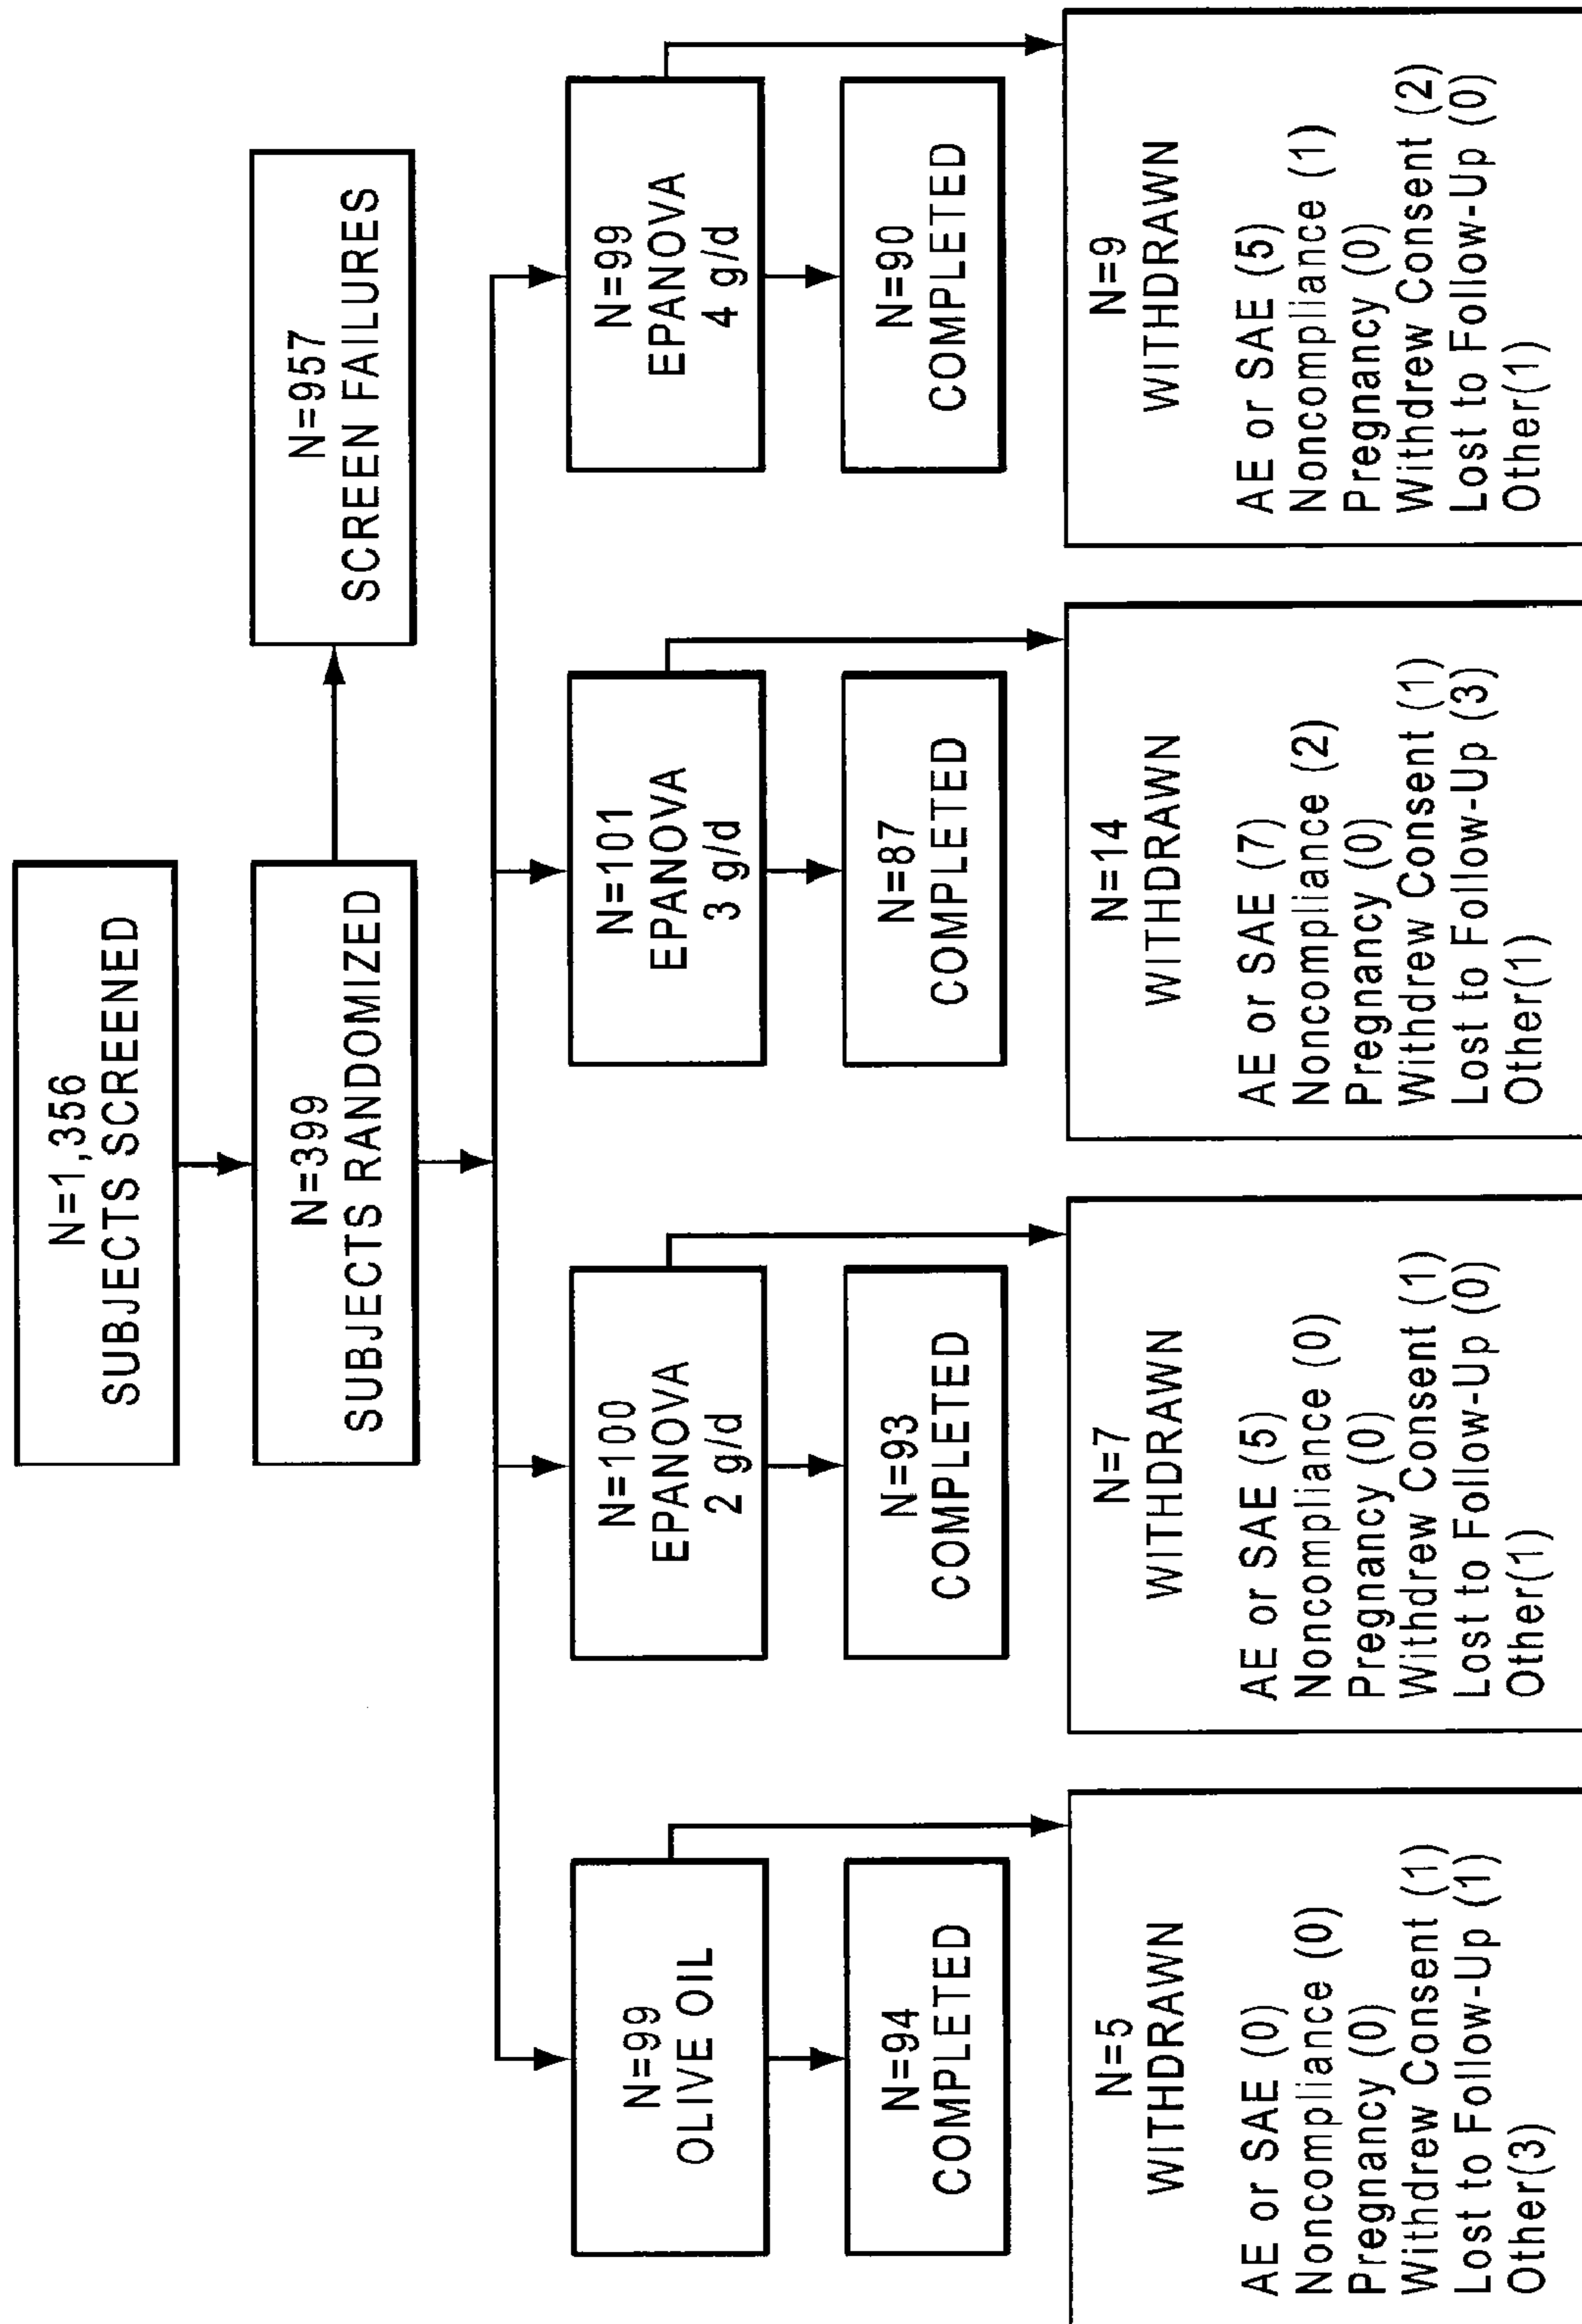 N=1,356
SUBJECTS SCREENED
N=399
SUBJECTS RANDOMIZED
N=957
SCREEN FAILURES
N=99
OLIVE OIL
N=100
EPANOVA
2 g/d
N=101
EPANOVA
3 g/d
N=99
EPANOVA
4 g/d
N=94
COMPLETED
N=93
COMPLETED
N=87
COMPLETED
N=90
COMPLETED
N=5
WITHDRAWN
AE or SAE (0)
Noncompliance (0)
Pregnancy (0)
Withdrew Consent (1)
Lost to Follow-Up (1)
Other(3)
N=7
WITHDRAWN
AE or SAE (5)
Noncompliance (0)
Pregnancy (0)
Withdrew Consent (1)
Lost to Follow-Up (0)
Other(1)
N=14
WITHDRAWN
AE or SAE (7)
Noncompliance (2)
Pregnancy (0)
Withdrew Consent (1)
Lost to Follow-Up (3)
Other(1)
N=9
WITHDRAWN
AE or SAE (5)
Noncompliance (1)
Pregnancy (0)
Withdrew Consent (2)
Lost to Follow-Up (0)
Other(1)